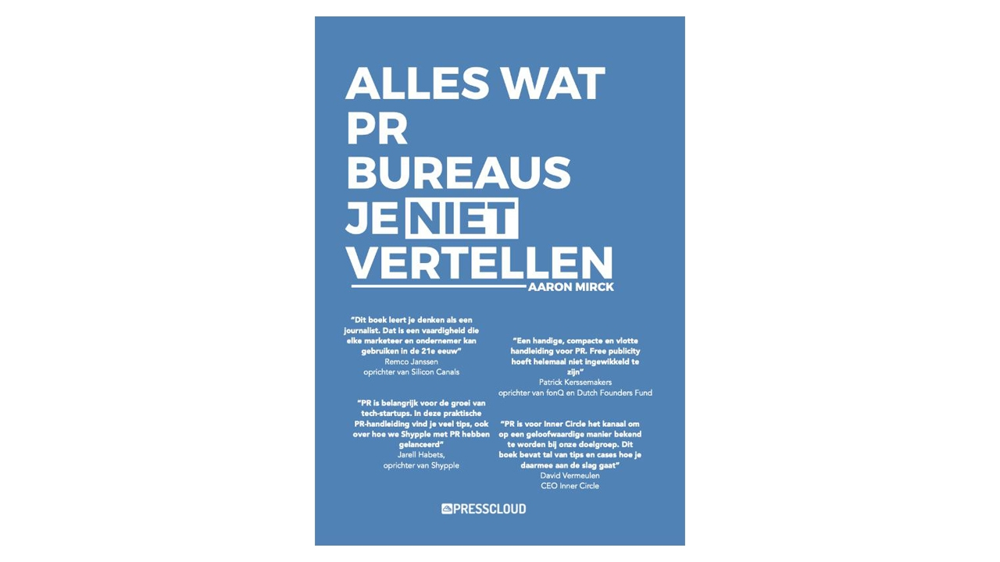 ALLES WAT
PR
BUREAUS
JE NIET
VERTELLEN
AARON MIRCK
“Dit boek leert je denken als een
journalist. Dat is een vaardigheid die
elke marketeer en ondernemer kan
gebruiken in de 21e eeuw”
Remco Janssen
oprichter van Silicon Canals
“Een handige, compacte en vlotte
handleiding voor PR. Free publicity
hoeft helemaal niet ingewikkeld te
zijn”
Patrick Kerssemakers
oprichter van fonQ en Dutch Founders Fund
“PR is belangrijk voor de groei van
tech-startups. In deze praktische
PR-handleiding vind je veel tips, ook
over hoe we Shypple met PR hebben
gelanceerd”
Jarell Habets,
oprichter van Shypple
“PR is voor Inner Circle het kanaal om
op een geloofwaardige manier bekend
te worden bij onze doelgroep. Dit
boek bevat tal van tips en cases hoe je
daarmee aan de slag gaat”
David Vermeulen
CEO Inner Circle
PRESSCLOUD